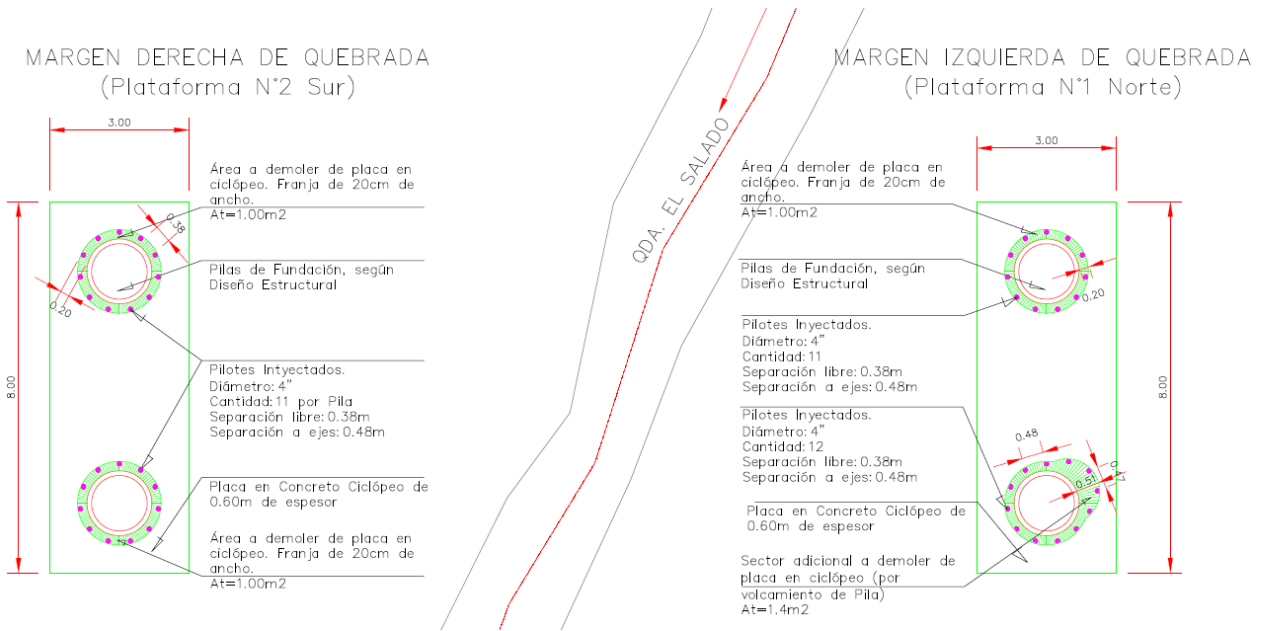 MARGEN DERECHA DE QUEBRADA
(Plataforma N°2 Sur)
3.00
8.00
Área a demoler de placa en
ciclópeo. Franja de 20cm de
ancho.
At=1.00m2
0.38
0.20
Pilas de Fundación, según
Diseño Estructural
Pilotes Intyectados.
Diámetro: 4"
Cantidad: 11 por Pila
Separación libre: 0.38m
Separación a ejes: 0.48m
Placa en Concreto Ciclópeo de
0.60m de espesor
Área a demoler de placa en
ciclópeo. Franja de 20cm de
ancho.
At=1.00m2
QDA. EL SALADO
MARGEN IZQUIERDA DE QUEBRADA
(Plataforma N°1 Norte)
3.00
8.00
Área a demoler de placa en
ciclópeo. Franja de 20cm de
ancho.
At=1.00m2
Pilas de Fundación, según
Diseño Estructural
0.20
Pilotes Inyectados.
Diámetro: 4"
Cantidad: 11
Separación libre: 0.38m
Separación a ejes: 0.48m
Pilotes Inyectados.
Diámetro: 4"
Cantidad: 12
Separación libre: 0.38m
Separación a ejes: 0.48m
0.48
0.51
Placa en Concreto Ciclópeo de
0.60m de espesor
Sector adicional a demoler de
placa en ciclópeo (por
volcamiento de Pila)
At=1.4m2